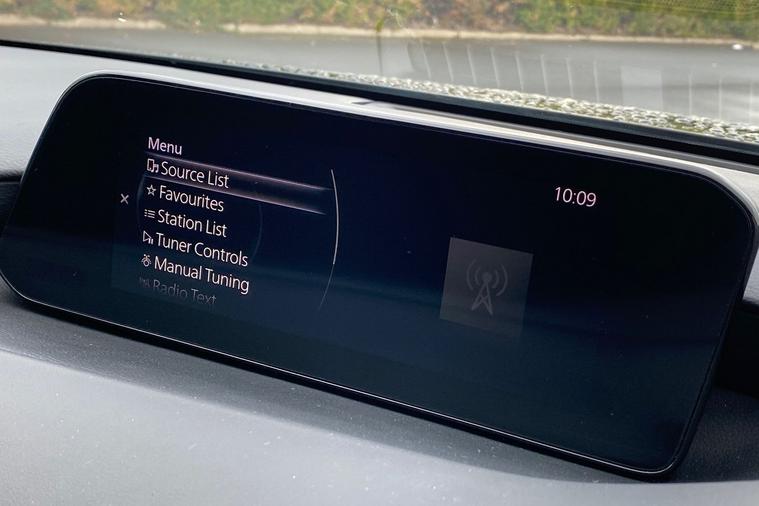 Menu
Source List
Favourites
Station List
Tuner Controls
Manual Tuning
Radio Text
10:09